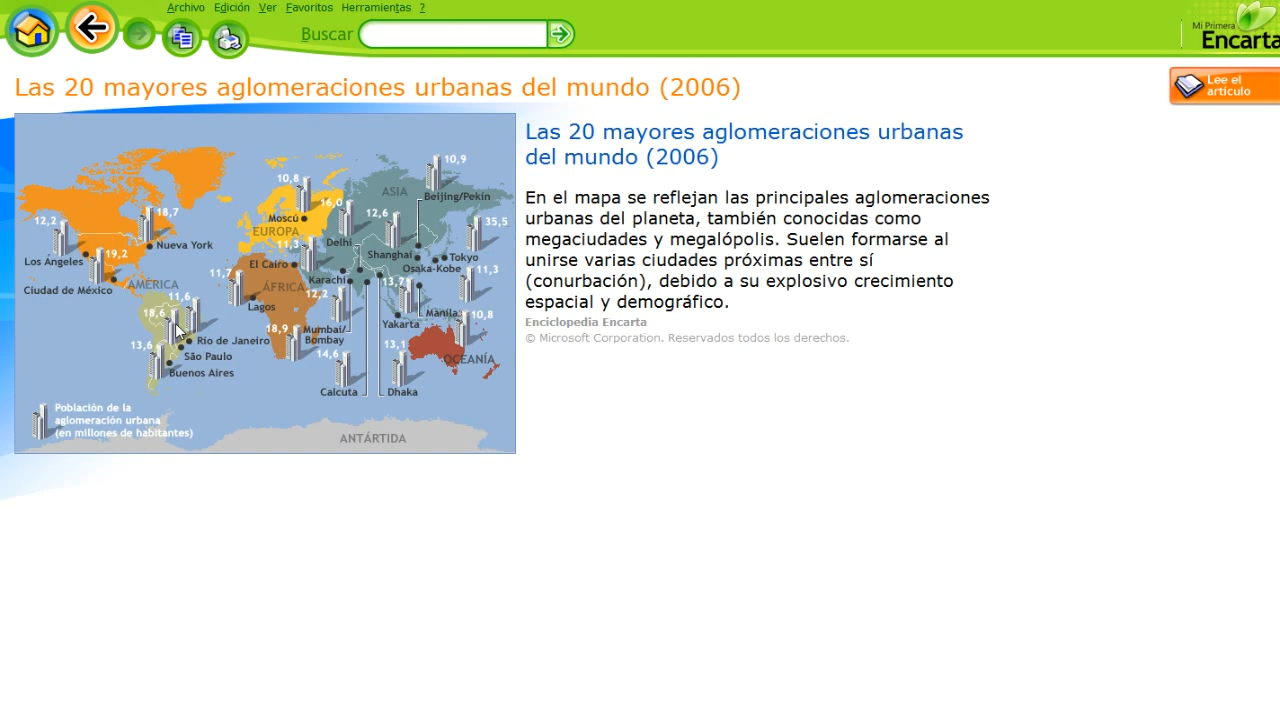 Archivo Edición Ver Favoritos Herramientas ?
Buscar
Mi Primera
Encarta
Las 20 mayores aglomeraciones urbanas del mundo (2006)
Lee el
artículo
Las 20 mayores aglomeraciones urbanas
del mundo (2006)
En el mapa se reflejan las principales aglomeraciones
urbanas del planeta, también conocidas como
megaciudades y megalópolis. Suelen formarse al
unirse varias ciudades próximas entre sí
(conurbación), debido a su explosivo crecimiento
espacial y demográfico.
Enciclopedia Encarta
© Microsoft Corporation. Reservados todos los derechos.
10,9
ASIA
10,8
Beijing/Pekín
16,0
12,6
18,7
12,2
Moscú
35,5
EUROPA
Delhi
Nueva York
11,3
19,2
Shanghai
Tokyo
Los Ángeles
El Cairo
Osaka-Kobe
11,7
11,3
Karachi
13,7
AMÉRICA
ÁFRICA
Ciudad de México
12,2
11,6
Lagos
18,6
Manila
10,8
Yakarta
18,9
Mumbai/
Bombay
Río de Janeiro
13,6
13,1
São Paulo
14,6
OCEANÍA
Buenos Aires
Calcuta
Dhaka
Población de la
aglomeración urbana
(en millones de habitantes)
ANTÁRTIDA